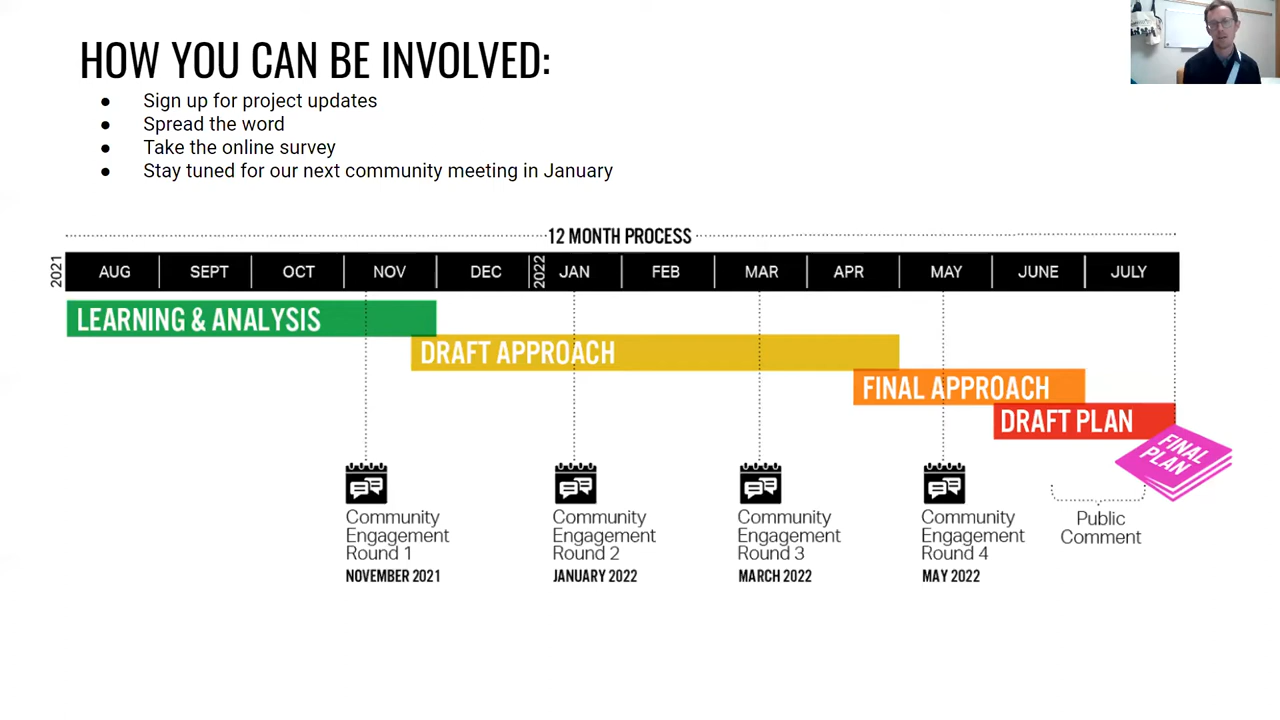 HOW YOU CAN BE INVOLVED:
● Sign up for project updates
● Spread the word
● Take the online survey
● Stay tuned for our next community meeting in January
12 MONTH PROCESS
2021 AUG SEPT OCT NOV DEC 2022 JAN FEB MAR APR MAY JUNE JULY
LEARNING & ANALYSIS
DRAFT APPROACH
FINAL APPROACH
DRAFT PLAN
FINAL
PLAN
Community
Engagement
Round 1
NOVEMBER 2021
Community
Engagement
Round 2
JANUARY 2022
Community
Engagement
Round 3
MARCH 2022
Community
Engagement
Round 4
MAY 2022
Public
Comment